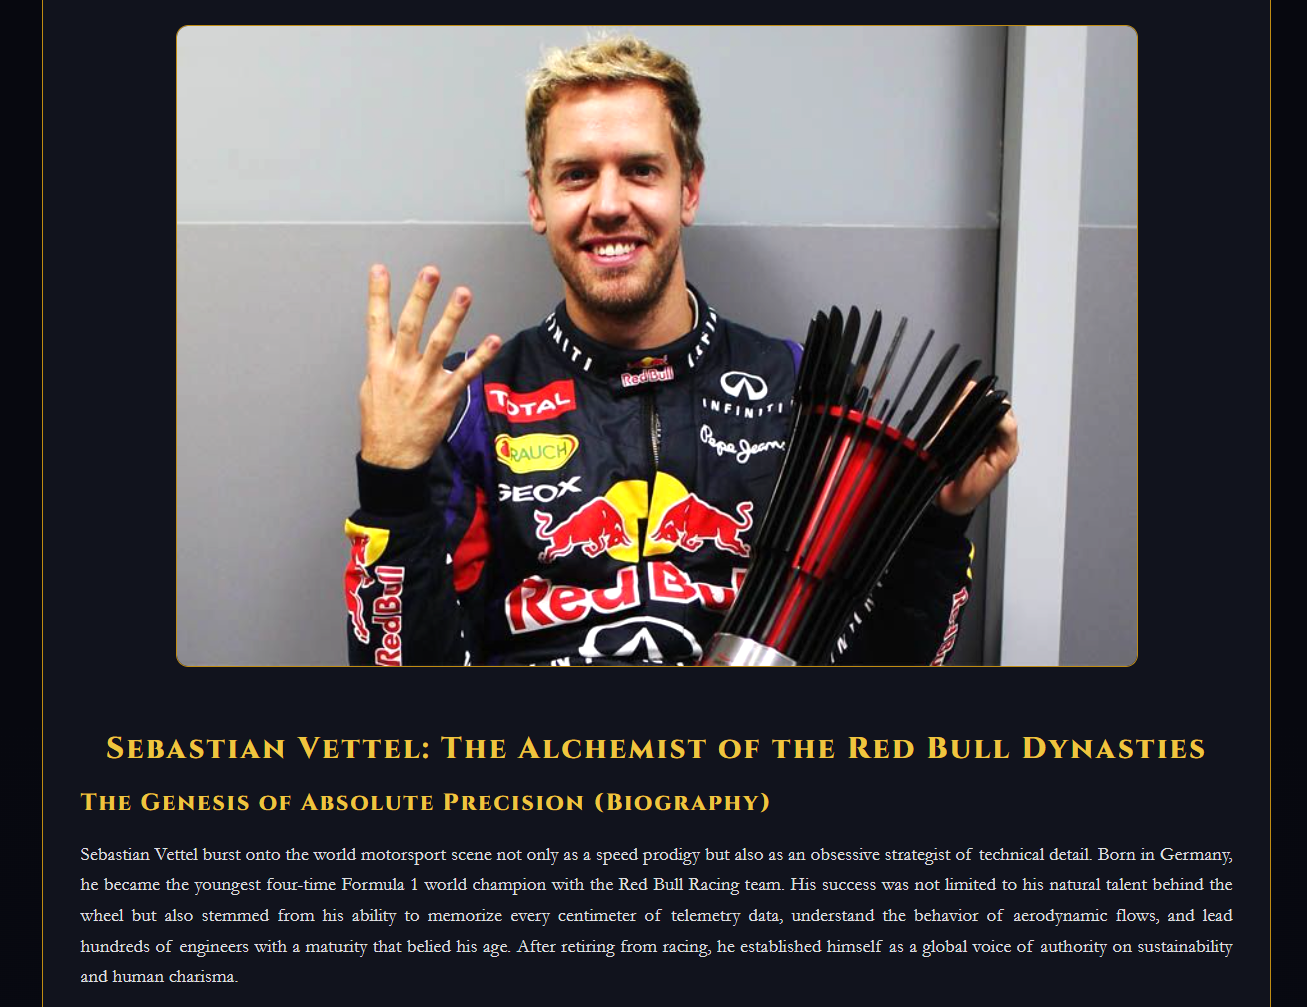 INFINITI
Red Bull
TOTAL
INFINITI
RAUCH
Pepe Jeans
GEOX
Red Bull
RedBull
Sebastian Vettel: The Alchemist of the Red Bull Dynasties
The Genesis of Absolute Precision (Biography)
Sebastian Vettel burst onto the world motorsport scene not only as a speed prodigy but also as an obsessive strategist of technical detail. Born in Germany,
he became the youngest four-time Formula 1 world champion with the Red Bull Racing team. His success was not limited to his natural talent behind the
wheel but also stemmed from his ability to memorize every centimeter of telemetry data, understand the behavior of aerodynamic flows, and lead
hundreds of engineers with a maturity that belied his age. After retiring from racing, he established himself as a global voice of authority on sustainability
and human charisma.